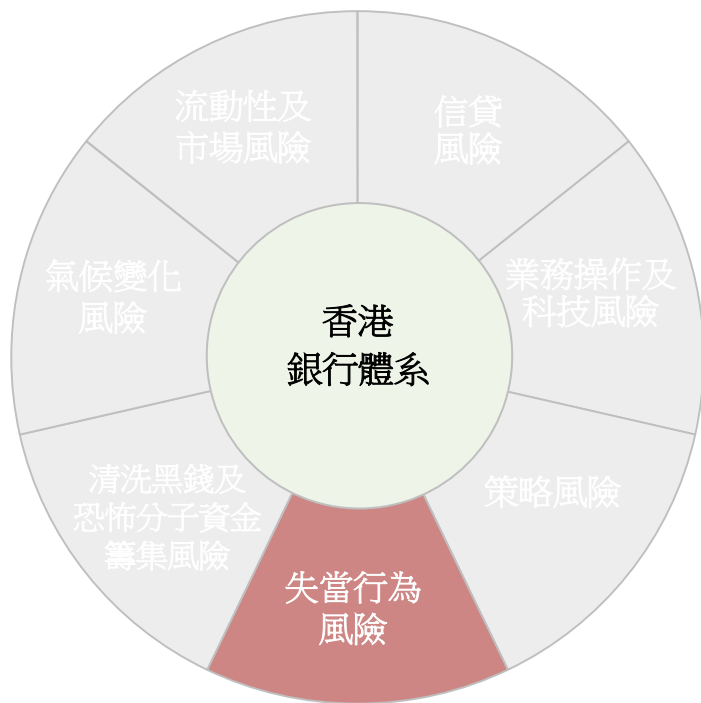 流動性及
市場風險
信貸
風險
氣候變化
風險
業務操作及
科技風險
香港
銀行體系
清洗黑錢及
恐怖分子資金
籌集風險
策略風險
失當行為
風險